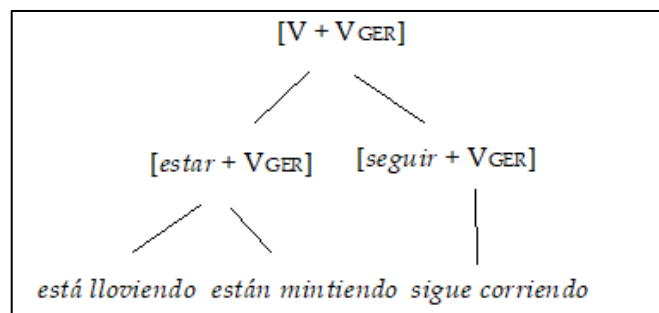 [V + VGER]
[estar + VGER] [seguir + VGER]
está lloviendo están mintiendo sigue corriendo